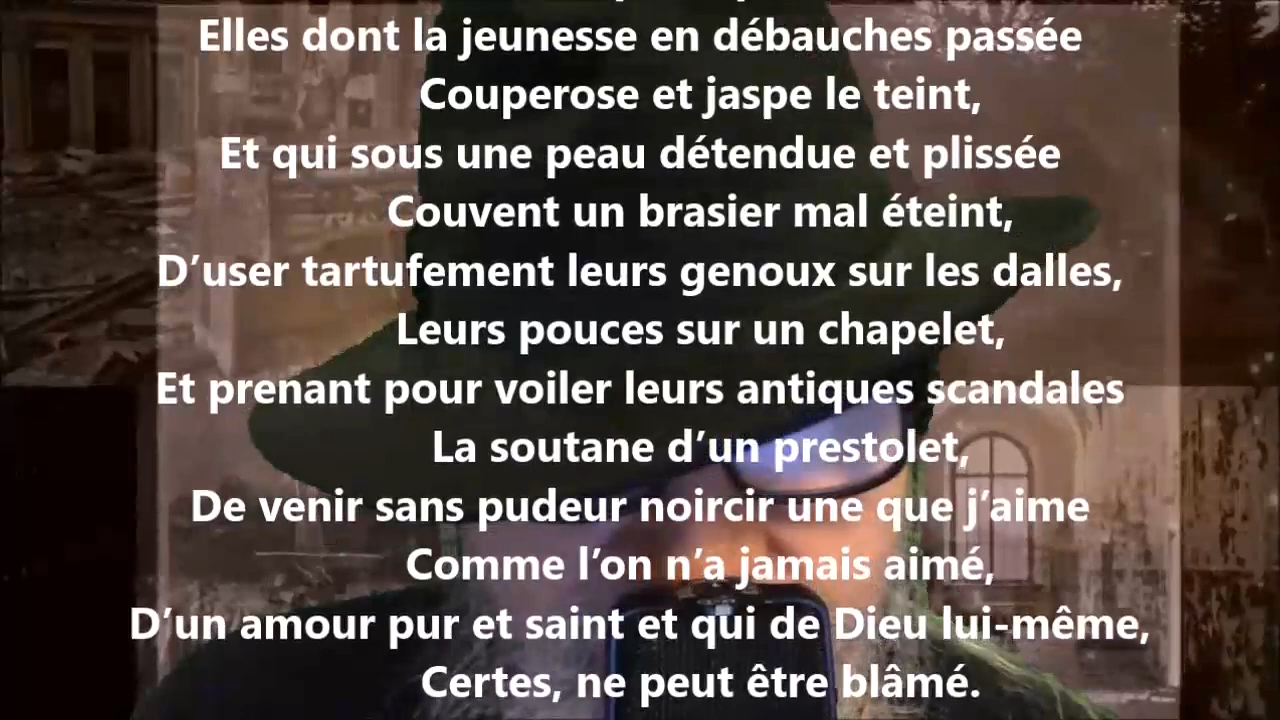 Elles dont la jeunesse en débauches passée
Couperose et jaspe le teint,
Et qui sous une peau détendue et plissée
Couvent un brasier mal éteint,
D’user tartufement leurs genoux sur les dalles,
Leurs pouces sur un chapelet,
Et prenant pour voiler leurs antiques scandales
La soutane d’un prestolet,
De venir sans pudeur noircir une que j’aime
Comme l’on n’a jamais aimé,
D’un amour pur et saint et qui de Dieu lui-même,
Certes, ne peut être blâmé.